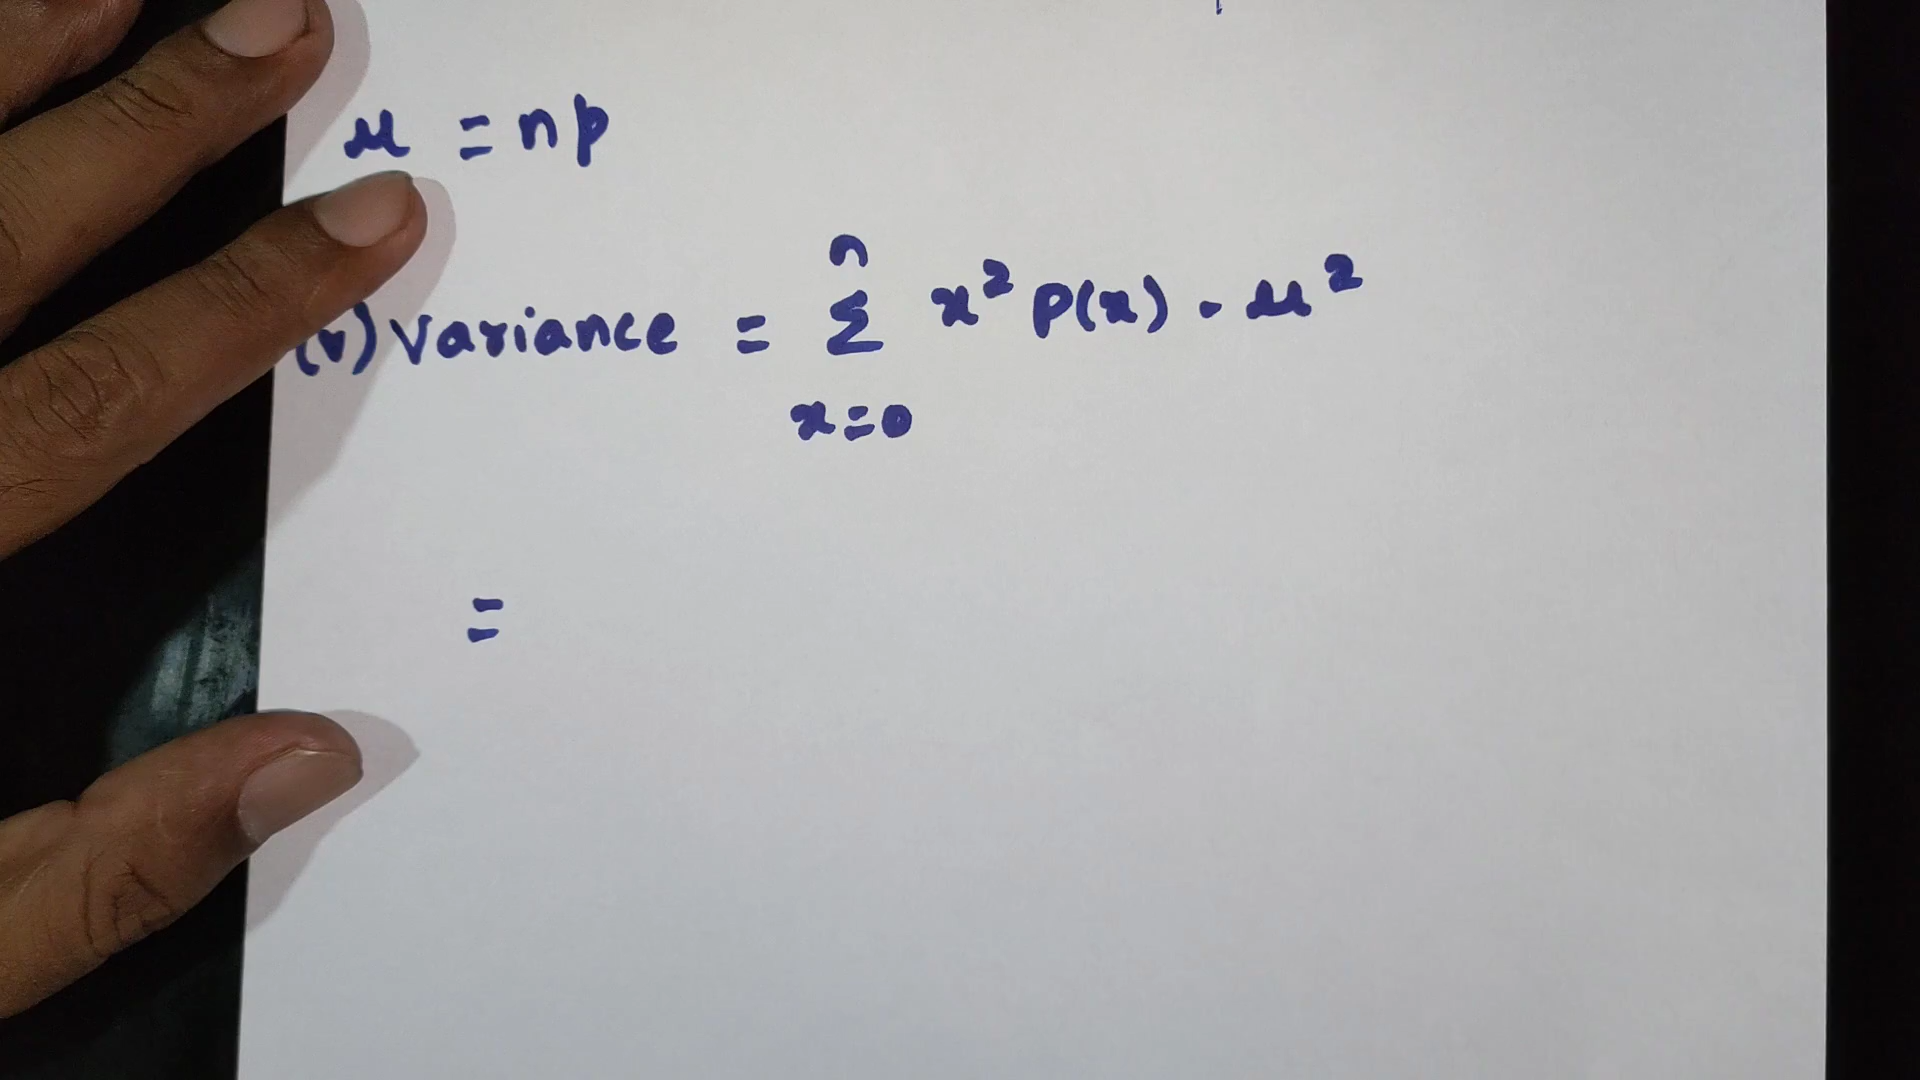 μ = np
n
(v) Variance = Σ x² P(x) - μ²
x=0
=